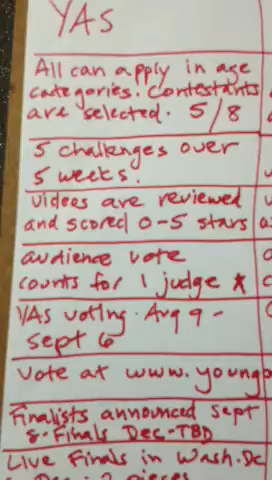 YAS
All can apply in age
categories. Contestants
are selected. 5/8
5 challenges over
5 weeks.
Videos are reviewed
and scored 0-5 stars
audience vote
counts for 1 judge *
YAS voting. Aug 9 -
Sept 6
Vote at www.youngp
Finalists announced Sept
8-Finals Dec-TBD
Live Finals in Wash.DC